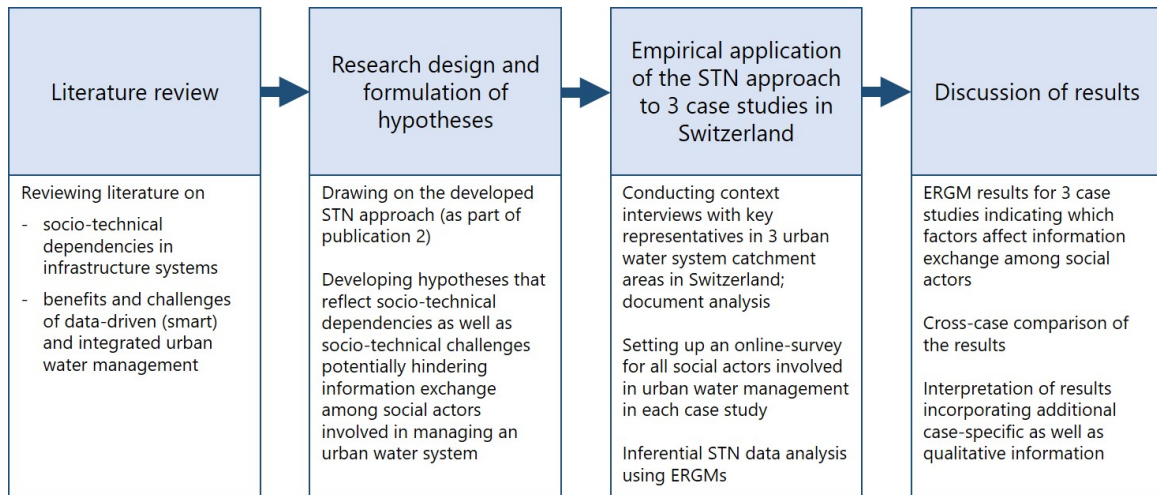 Literature review
Reviewing literature on
- socio-technical
dependencies in
infrastructure systems
- benefits and challenges
of data-driven (smart)
and integrated urban
water management
Research design and
formulation of
hypotheses
Drawing on the developed
STN approach (as part of
publication 2)
Developing hypotheses that
reflect socio-technical
dependencies as well as
socio-technical challenges
potentially hindering
information exchange
among social actors
involved in managing an
urban water system
Empirical application
of the STN approach
to 3 case studies in
Switzerland
Conducting context
interviews with key
representatives in 3 urban
water system catchment
areas in Switzerland;
document analysis
Setting up an online-survey
for all social actors involved
in urban water management
in each case study
Inferential STN data analysis
using ERGMs
Discussion of results
ERGM results for 3 case
studies indicating which
factors affect information
exchange among social
actors
Cross-case comparison of
the results
Interpretation of results
incorporating additional
case-specific as well as
qualitative information